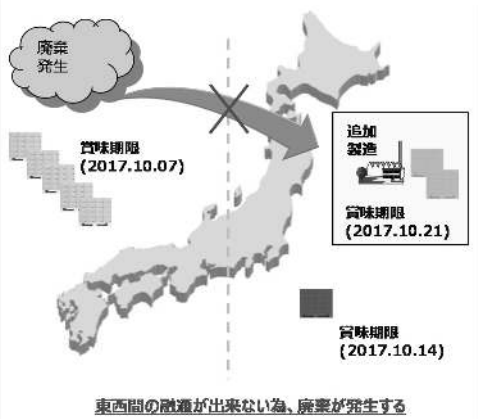 廃棄
発生
賞味期限
(2017.10.07)
追加
製造
賞味期限
(2017.10.21)
賞味期限
(2017.10.14)
東西間の融通が出来ない為、廃棄が発生する